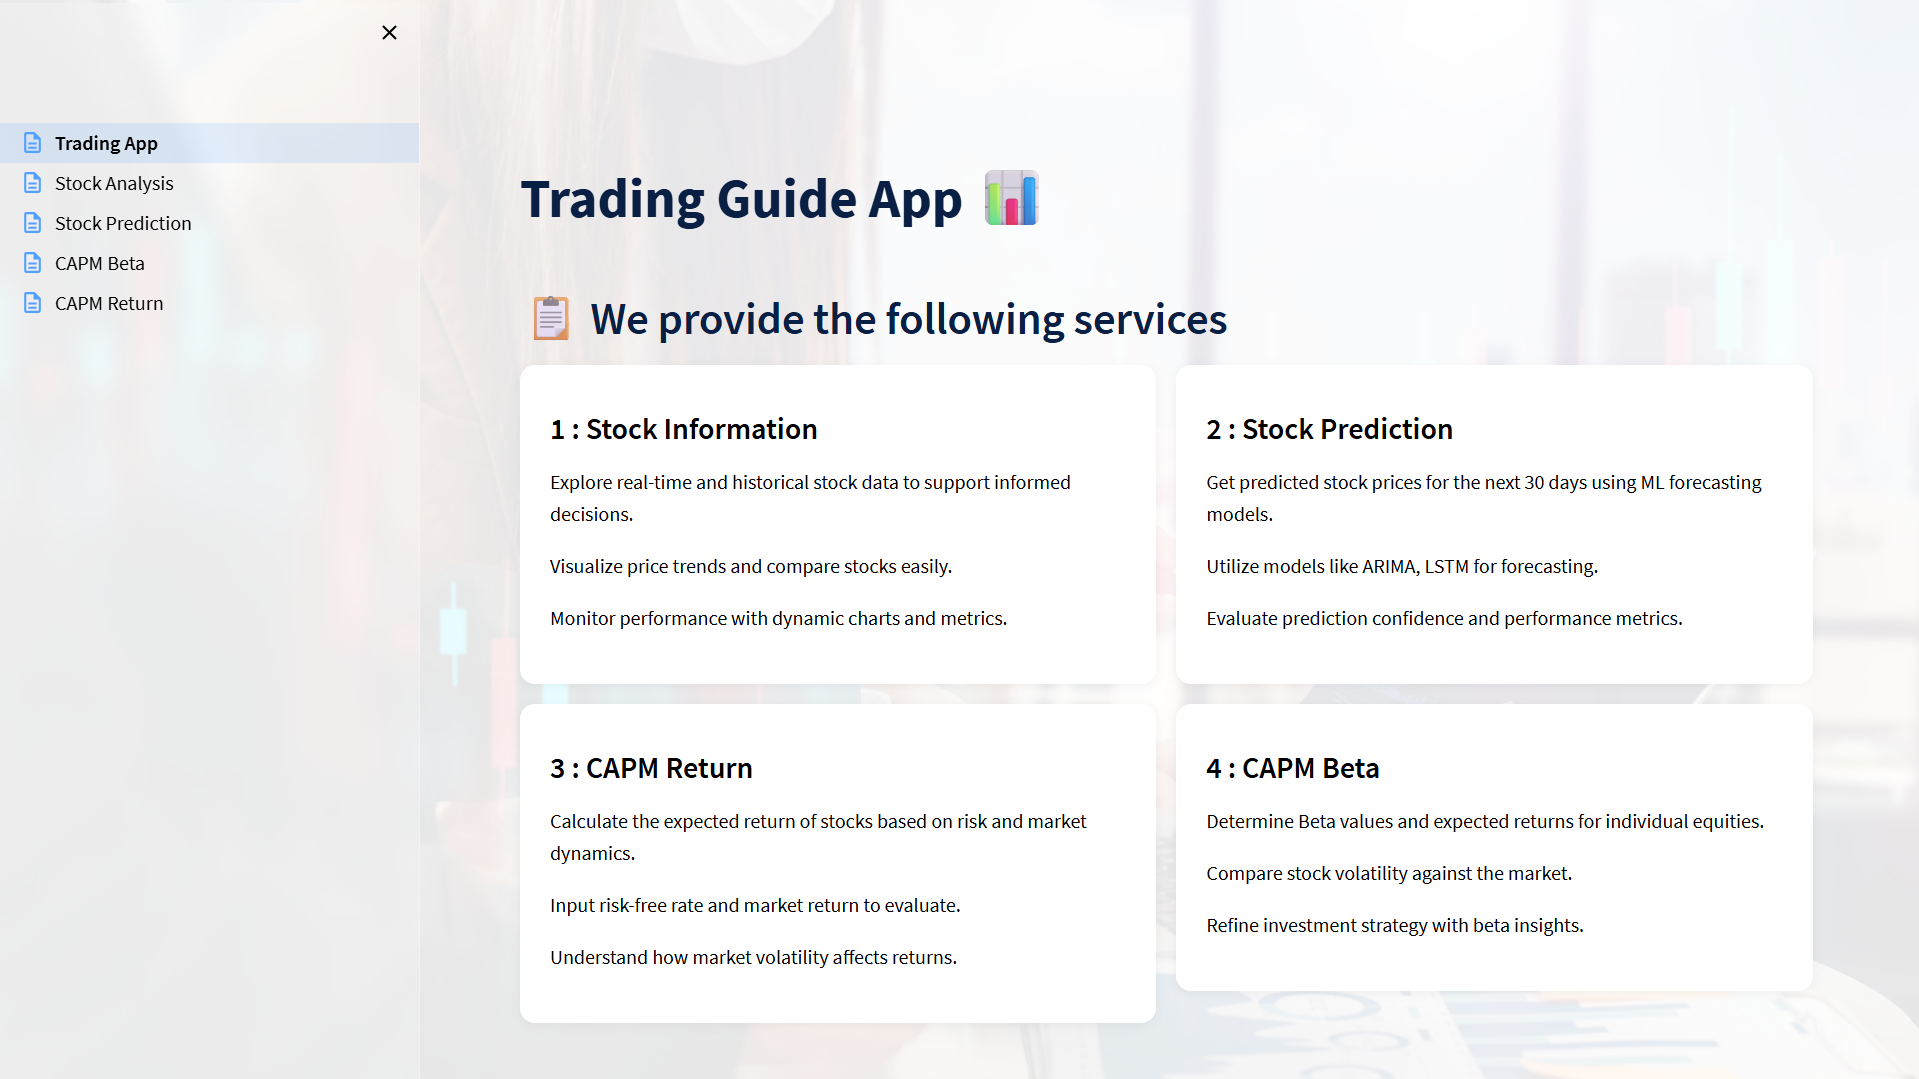 Trading App
Stock Analysis
Stock Prediction
CAPM Beta
CAPM Return
Trading Guide App
We provide the following services
1 : Stock Information
Explore real-time and historical stock data to support informed
decisions.
Visualize price trends and compare stocks easily.
Monitor performance with dynamic charts and metrics.
2 : Stock Prediction
Get predicted stock prices for the next 30 days using ML forecasting
models.
Utilize models like ARIMA, LSTM for forecasting.
Evaluate prediction confidence and performance metrics.
3 : CAPM Return
Calculate the expected return of stocks based on risk and market
dynamics.
Input risk-free rate and market return to evaluate.
Understand how market volatility affects returns.
4 : CAPM Beta
Determine Beta values and expected returns for individual equities.
Compare stock volatility against the market.
Refine investment strategy with beta insights.